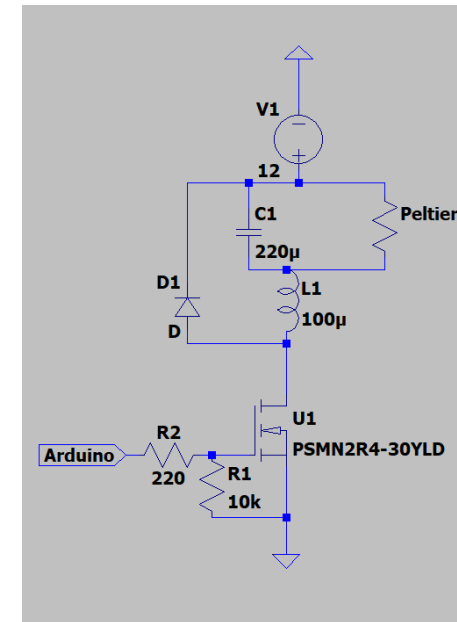 V1
−
+
12
C1
220µ
Peltier
D1
D
L1
100µ
U1
PSMN2R4-30YLD
R2
220
Arduino
R1
10k